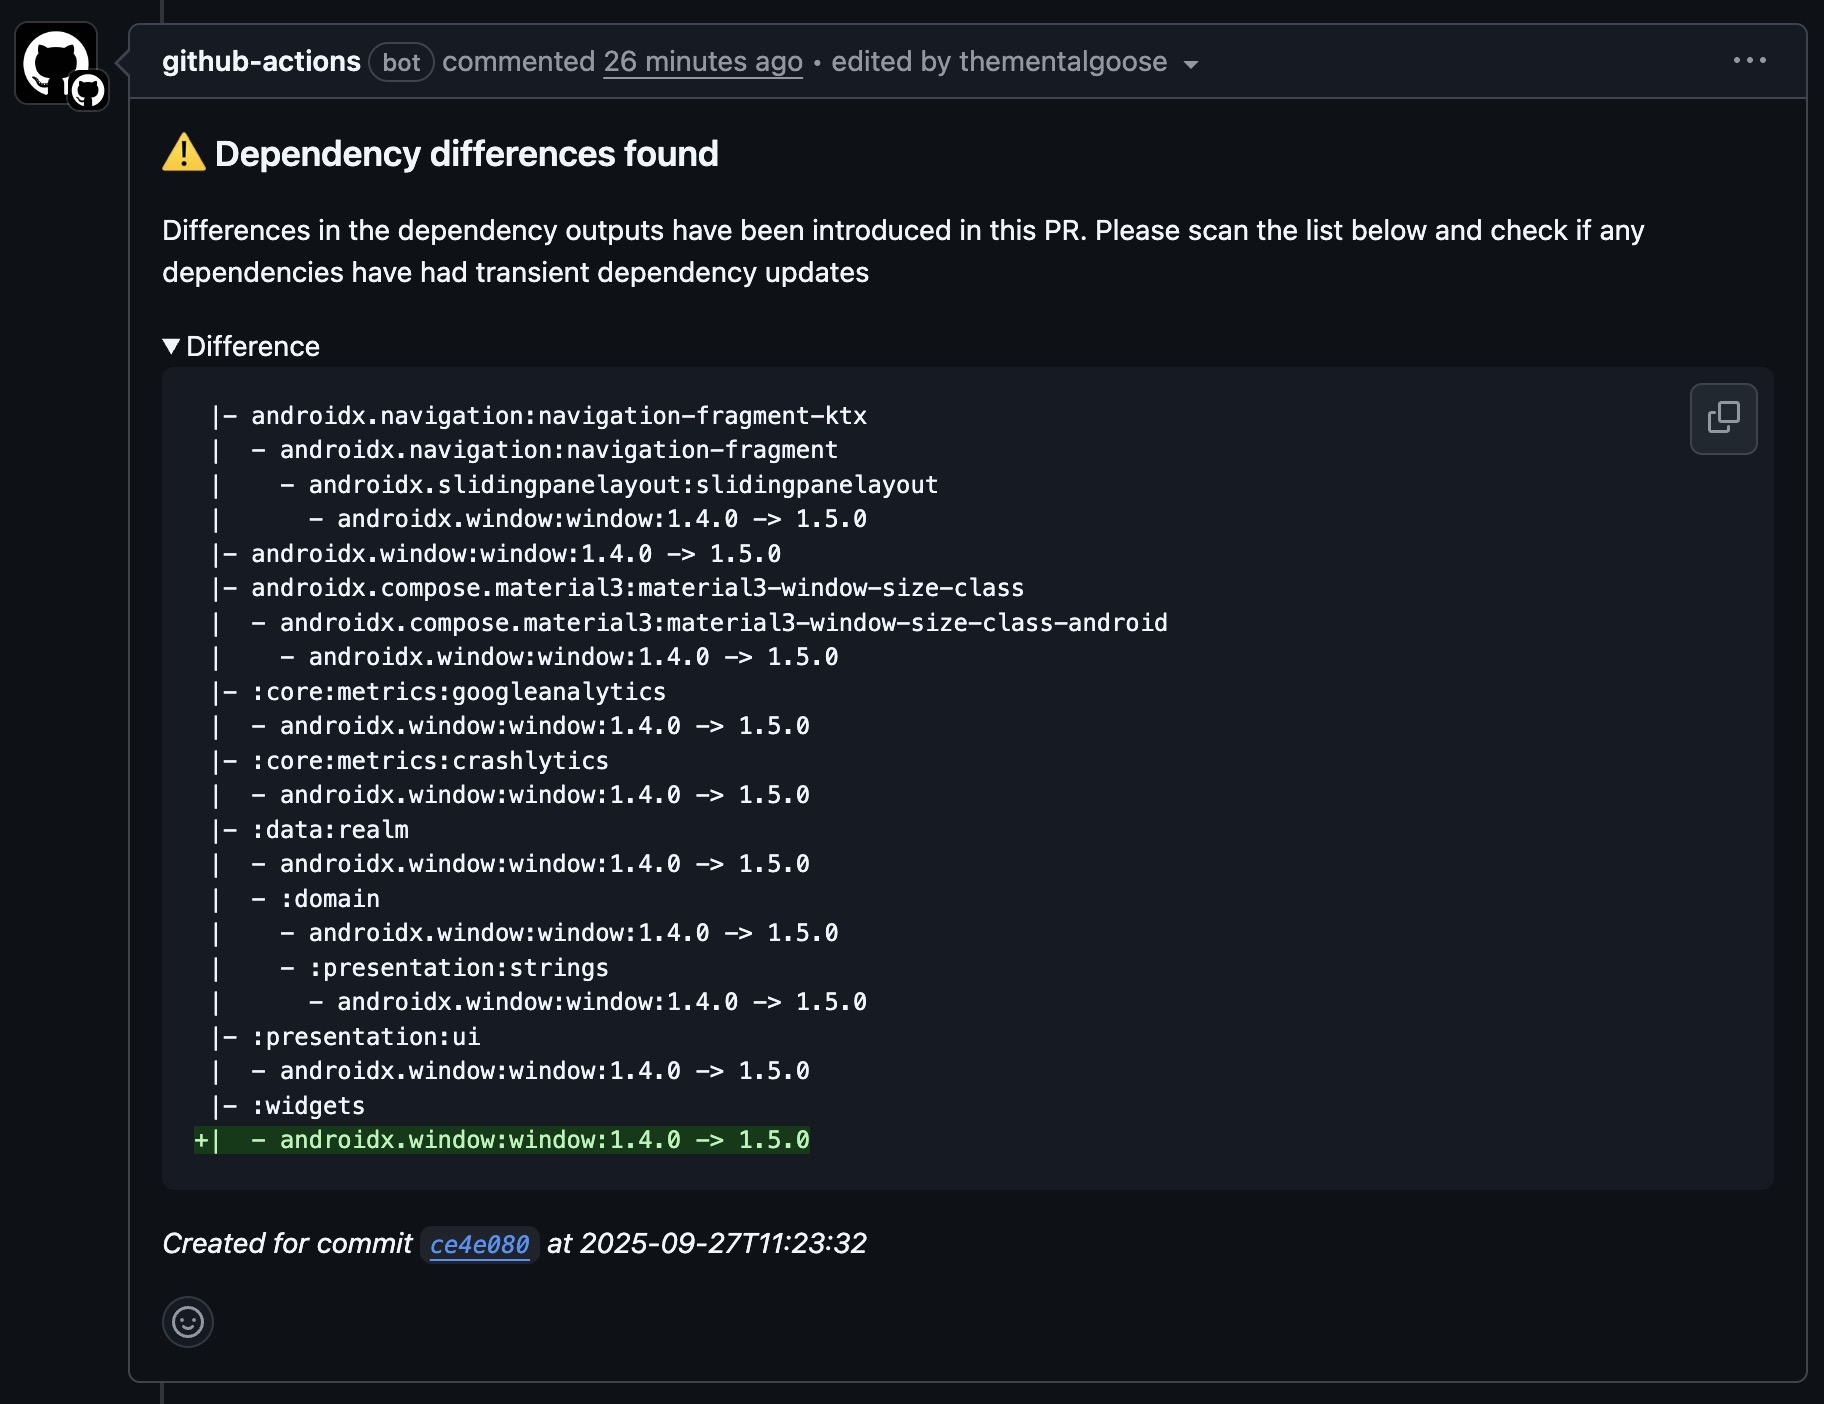 github-actions bot commented 26 minutes ago • edited by thementalgoose
⚠️ Dependency differences found
Differences in the dependency outputs have been introduced in this PR. Please scan the list below and check if any
dependencies have had transient dependency updates
▼ Difference
 |- androidx.navigation:navigation-fragment-ktx
 |  - androidx.navigation:navigation-fragment
 |    - androidx.slidingpanelayout:slidingpanelayout
 |      - androidx.window:window:1.4.0 -> 1.5.0
 |- androidx.window:window:1.4.0 -> 1.5.0
 |- androidx.compose.material3:material3-window-size-class
 |  - androidx.compose.material3:material3-window-size-class-android
 |    - androidx.window:window:1.4.0 -> 1.5.0
 |- :core:metrics:googleanalytics
 |  - androidx.window:window:1.4.0 -> 1.5.0
 |- :core:metrics:crashlytics
 |  - androidx.window:window:1.4.0 -> 1.5.0
 |- :data:realm
 |  - androidx.window:window:1.4.0 -> 1.5.0
 |  - :domain
 |    - androidx.window:window:1.4.0 -> 1.5.0
 |    - :presentation:strings
 |      - androidx.window:window:1.4.0 -> 1.5.0
 |- :presentation:ui
 |  - androidx.window:window:1.4.0 -> 1.5.0
 |- :widgets
+|  - androidx.window:window:1.4.0 -> 1.5.0
Created for commit ce4e080 at 2025-09-27T11:23:32